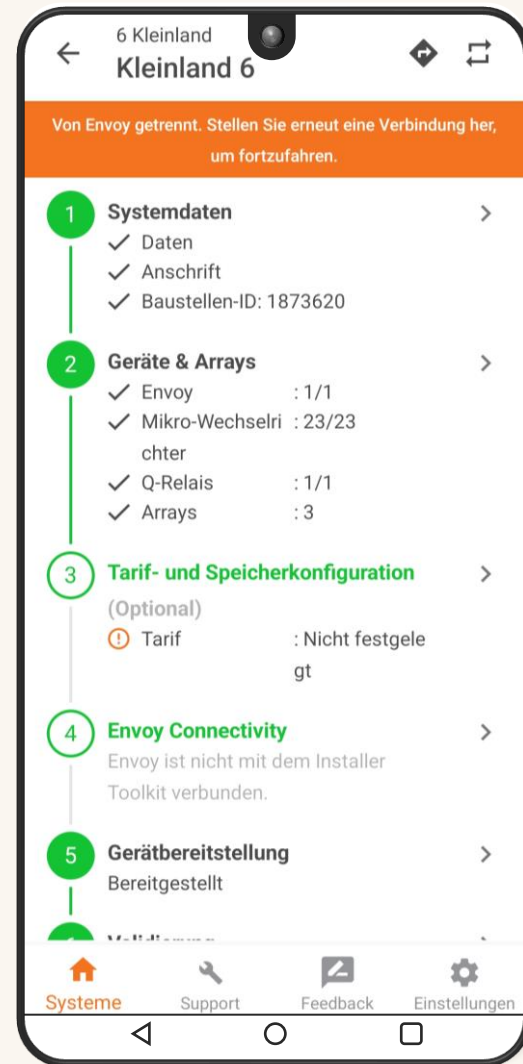 6 Kleinland
Kleinland 6
Von Envoy getrennt. Stellen Sie erneut eine Verbindung her,
um fortzufahren.
1 Systemdaten
Daten
Anschrift
Baustellen-ID: 1873620
2 Geräte & Arrays
Envoy : 1/1
Mikro-Wechselri : 23/23
chter
Q-Relais : 1/1
Arrays : 3
3 Tarif- und Speicherkonfiguration
(Optional)
Tarif : Nicht festgele
gt
4 Envoy Connectivity
Envoy ist nicht mit dem Installer
Toolkit verbunden.
5 Gerätbereitstellung
Bereitgestellt
Systeme Support Feedback Einstellungen